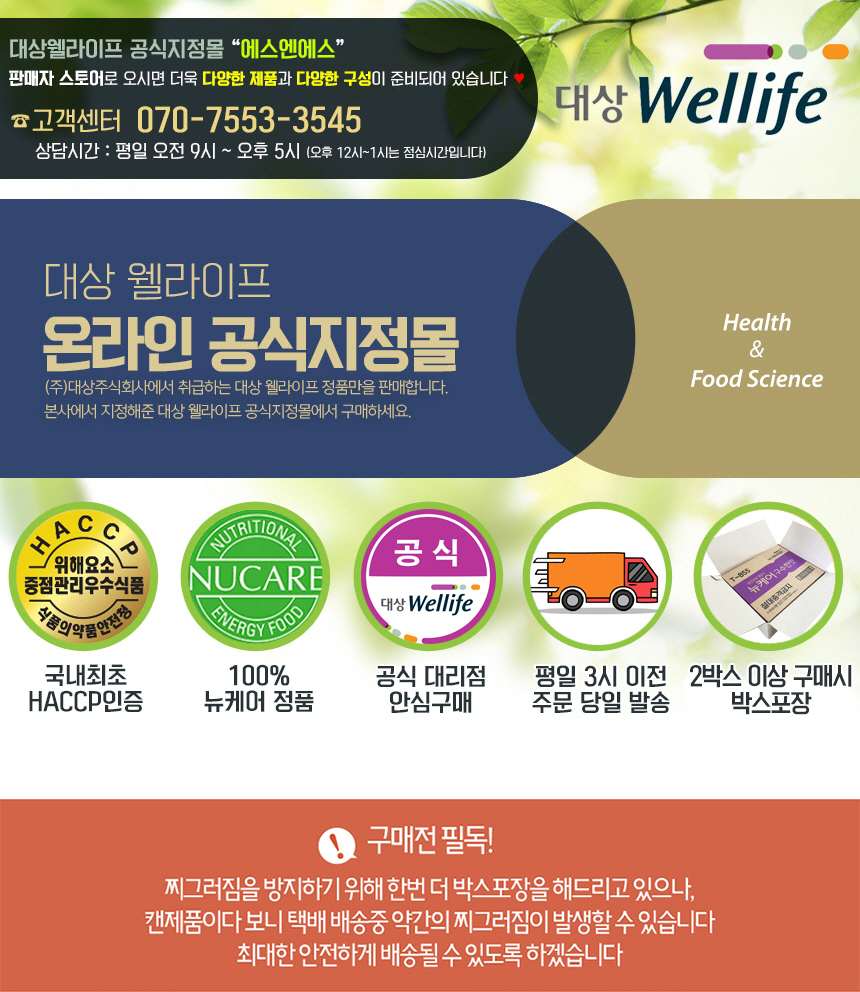 대상웰라이프 공식지정몰 “에스엔에스”
판매자 스토어로 오시면 더욱 다양한 제품과 다양한 구성이 준비되어 있습니다 ♥
☎고객센터 070-7553-3545
상담시간 : 평일 오전 9시 ~ 오후 5시 (오후 12시~1시는 점심시간입니다)
대상 Wellife
대상 웰라이프
온라인 공식지정몰
(주)대상주식회사에서 취급하는 대상 웰라이프 정품만을 판매합니다.
본사에서 지정해준 대상 웰라이프 공식지정몰에서 구매하세요.
Health
&
Food Science
HACCP
위해요소
중점관리우수식품
식품의약품안전청
NUTRITIONAL
NUCARE
ENERGY FOOD
공식
대상 Wellife
T-855
뉴케어 구수한맛
절대충격금지
국내최초
HACCP인증
100%
뉴케어 정품
공식 대리점
안심구매
평일 3시 이전
주문 당일 발송
2박스 이상 구매시
박스포장
구매전 필독!
찌그러짐을 방지하기 위해 한번 더 박스포장을 해드리고 있으나,
캔제품이다 보니 택배 배송중 약간의 찌그러짐이 발생할 수 있습니다
최대한 안전하게 배송될 수 있도록 하겠습니다